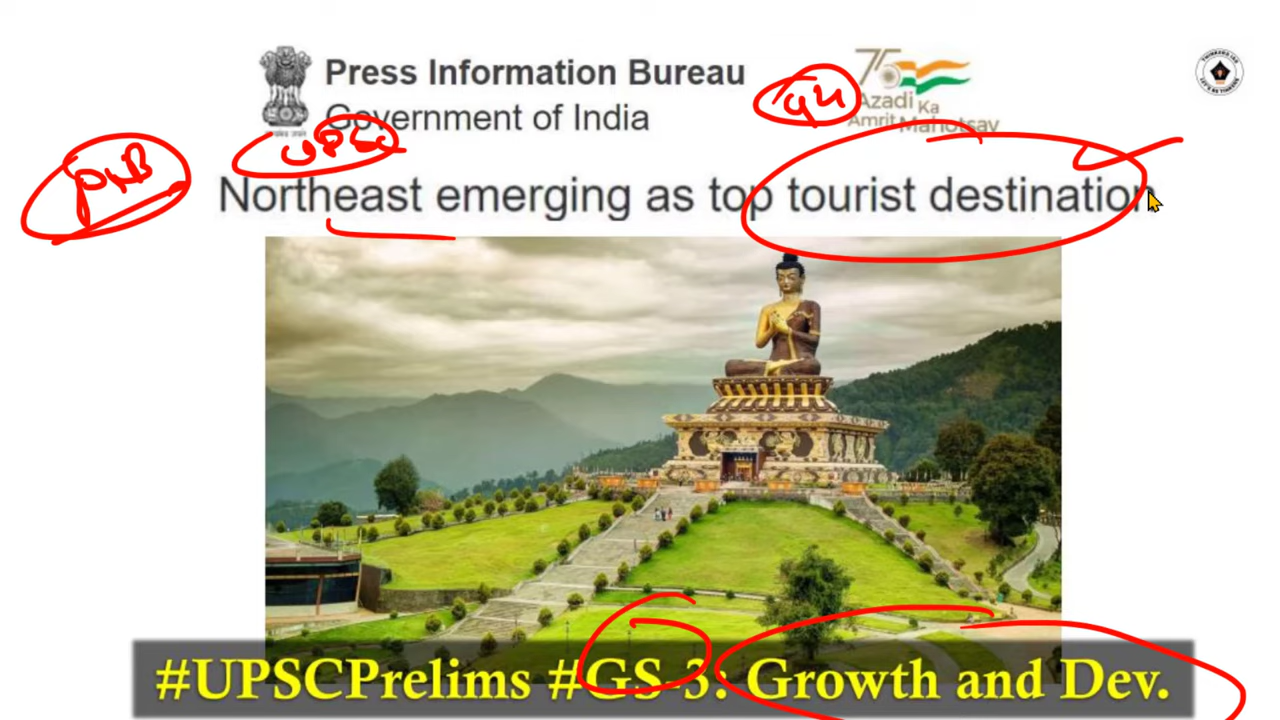 Press Information Bureau
Government of India
75
Azadi Ka
Amrit Mahotsav
UPSC
Northeast emerging as top tourist destination
#UPSCPrelims #GS-3: Growth and Dev.